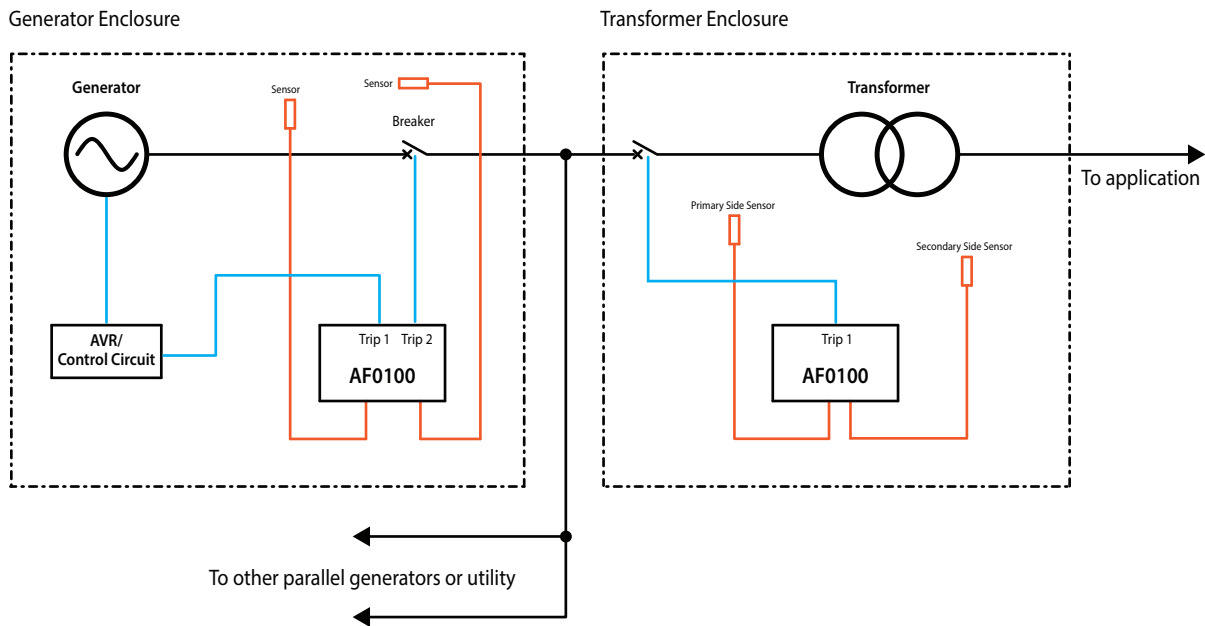 Generator Enclosure
Transformer Enclosure
Generator
Sensor
Sensor
Breaker
Transformer
To application
Primary Side Sensor
Secondary Side Sensor
AVR/
Control Circuit
Trip 1 Trip 2
AF0100
Trip 1
AF0100
To other parallel generators or utility